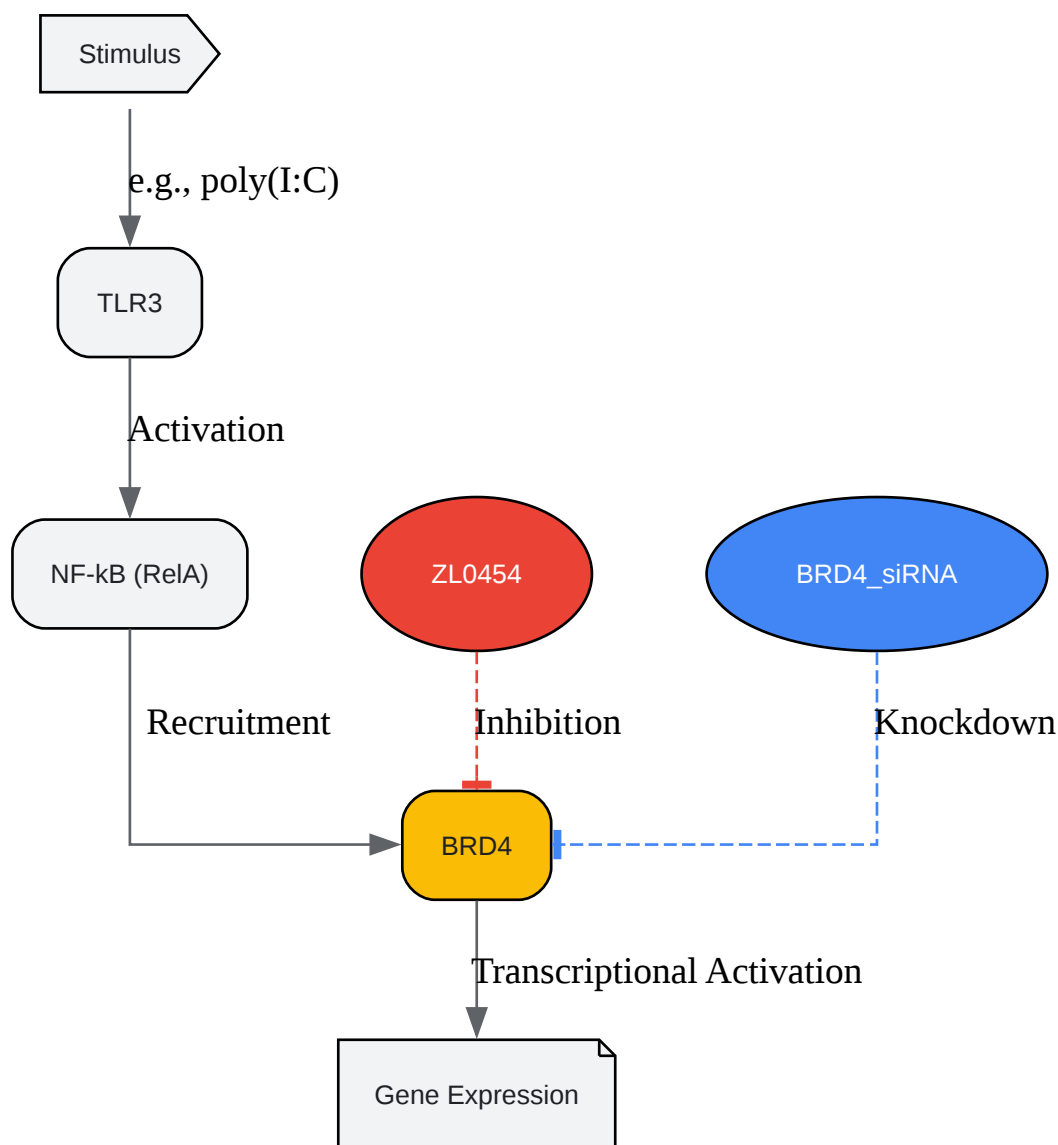 Stimulus
e.g., poly(I:C)
TLR3
Activation
NF-kB (RelA)
ZL0454
BRD4_siRNA
Recruitment
Inhibition
Knockdown
BRD4
Transcriptional Activation
Gene Expression